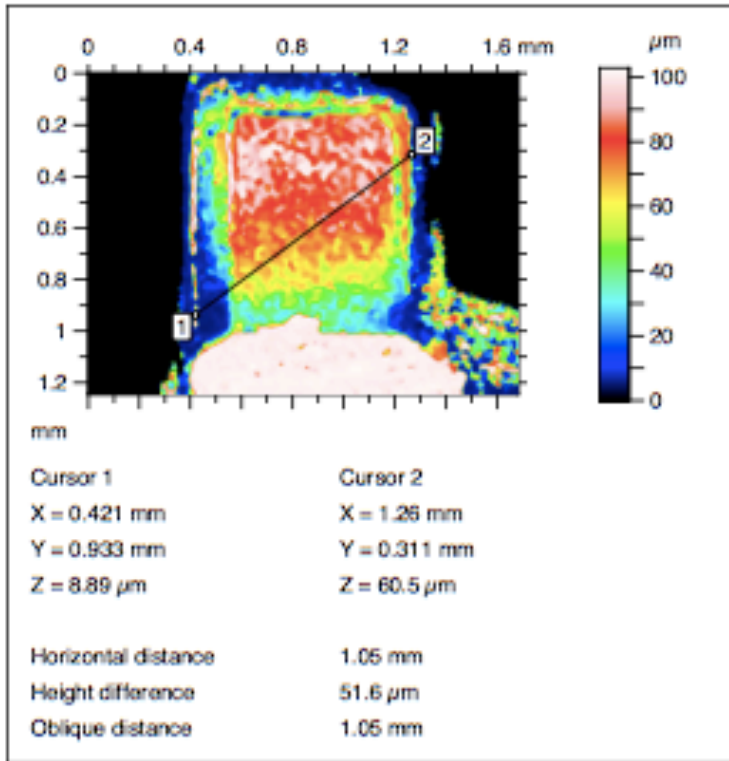 0 0.4 0.8 1.2 1.6 mm
µm
0
0.2
0.4
0.6
0.8
1
1.2
mm
100
80
60
40
20
0
2
1
Cursor 1 Cursor 2
X = 0.421 mm X = 1.26 mm
Y = 0.933 mm Y = 0.311 mm
Z = 8.89 µm Z = 60.5 µm
Horizontal distance 1.05 mm
Height difference 51.6 µm
Oblique distance 1.05 mm